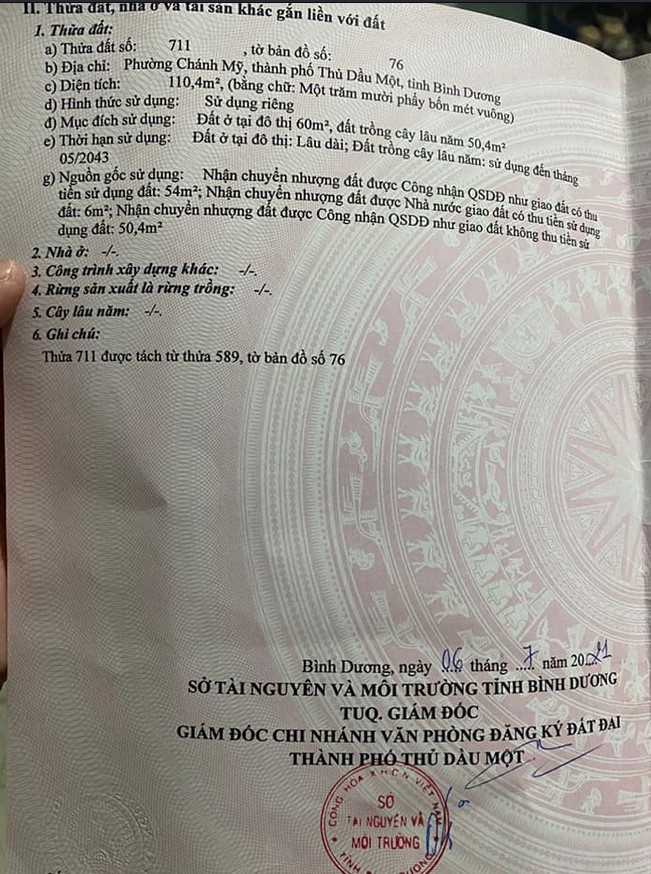 II. Thửa đất, nhà ở và tài sản khác gắn liền với đất
1. Thửa đất:
a) Thửa đất số: 711 , tờ bản đồ số: 76
b) Địa chỉ: Phường Chánh Mỹ, thành phố Thủ Dầu Một, tỉnh Bình Dương
c) Diện tích: 110,4m², (bằng chữ: Một trăm mười phẩy bốn mét vuông)
d) Hình thức sử dụng: Sử dụng riêng
đ) Mục đích sử dụng: Đất ở tại đô thị 60m², đất trồng cây lâu năm 50,4m²
e) Thời hạn sử dụng: Đất ở tại đô thị: Lâu dài; Đất trồng cây lâu năm: sử dụng đến tháng
05/2043
g) Nguồn gốc sử dụng: Nhận chuyển nhượng đất được Công nhận QSDĐ như giao đất có thu
tiền sử dụng đất: 54m²; Nhận chuyển nhượng đất được Nhà nước giao đất có thu tiền sử dụng
đất: 6m²; Nhận chuyển nhượng đất được Công nhận QSDĐ như giao đất không thu tiền sử
dụng đất: 50,4m²
2. Nhà ở: -/-.
3. Công trình xây dựng khác: -/-.
4. Rừng sản xuất là rừng trồng: -/-.
5. Cây lâu năm: -/-.
6. Ghi chú:
Thửa 711 được tách từ thửa 589, tờ bản đồ số 76
Bình Dương, ngày 06 tháng 7 năm 2021
SỞ TÀI NGUYÊN VÀ MÔI TRƯỜNG TỈNH BÌNH DƯƠNG
TUQ. GIÁM ĐỐC
GIÁM ĐỐC CHI NHÁNH VĂN PHÒNG ĐĂNG KÝ ĐẤT ĐAI
THÀNH PHỐ THỦ DẦU MỘT
CỘNG HÒA X.H.C.N VIỆT NAM
SỞ
TÀI NGUYÊN VÀ
MÔI TRƯỜNG